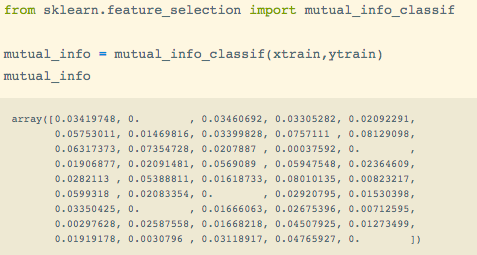 from sklearn.feature_selection import mutual_info_classif
mutual_info = mutual_info_classif(xtrain,ytrain)
mutual_info
array([0.03419748, 0.        , 0.03460692, 0.03305282, 0.02092291,
       0.05753011, 0.01469816, 0.03399828, 0.0757111 , 0.08129098,
       0.06317373, 0.07354728, 0.0207887 , 0.00037592, 0.        ,
       0.01906877, 0.02091481, 0.0569089 , 0.05947548, 0.02364609,
       0.0282113 , 0.05388811, 0.01618733, 0.08010135, 0.00823217,
       0.0599318 , 0.02083354, 0.        , 0.02920795, 0.01530398,
       0.03350425, 0.        , 0.01666063, 0.02675396, 0.00712595,
       0.00297628, 0.02587558, 0.01668218, 0.04507925, 0.01273499,
       0.01919178, 0.0030796 , 0.03118917, 0.04765927, 0.        ])